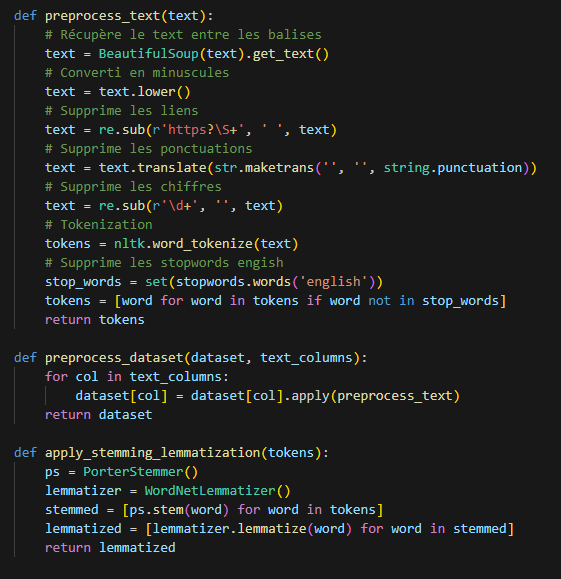 def preprocess_text(text):
    # Récupère le text entre les balises
    text = BeautifulSoup(text).get_text()
    # Converti en minuscules
    text = text.lower()
    # Supprime les liens
    text = re.sub(r'https?\S+', ' ', text)
    # Supprime les ponctuations
    text = text.translate(str.maketrans('', '', string.punctuation))
    # Supprime les chiffres
    text = re.sub(r'\d+', '', text)
    # Tokenization
    tokens = nltk.word_tokenize(text)
    # Supprime les stopwords engish
    stop_words = set(stopwords.words('english'))
    tokens = [word for word in tokens if word not in stop_words]
    return tokens

def preprocess_dataset(dataset, text_columns):
    for col in text_columns:
        dataset[col] = dataset[col].apply(preprocess_text)
    return dataset

def apply_stemming_lemmatization(tokens):
    ps = PorterStemmer()
    lemmatizer = WordNetLemmatizer()
    stemmed = [ps.stem(word) for word in tokens]
    lemmatized = [lemmatizer.lemmatize(word) for word in stemmed]
    return lemmatized